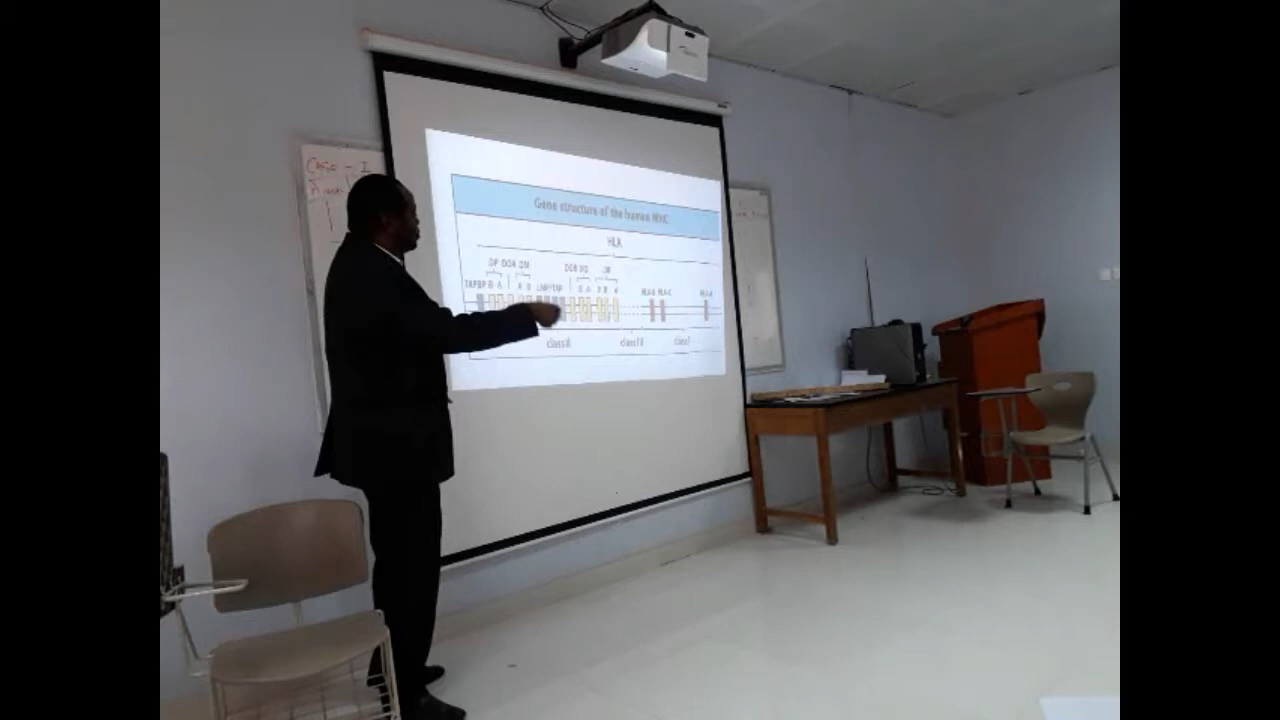 Case - I
Gene structure of the human MHC
HLA
DP DOA DM DOB DQ DR
TAPBP B A A B LMP/TAP B A B B A HLA-B HLA-C HLA-A
class II class III class I